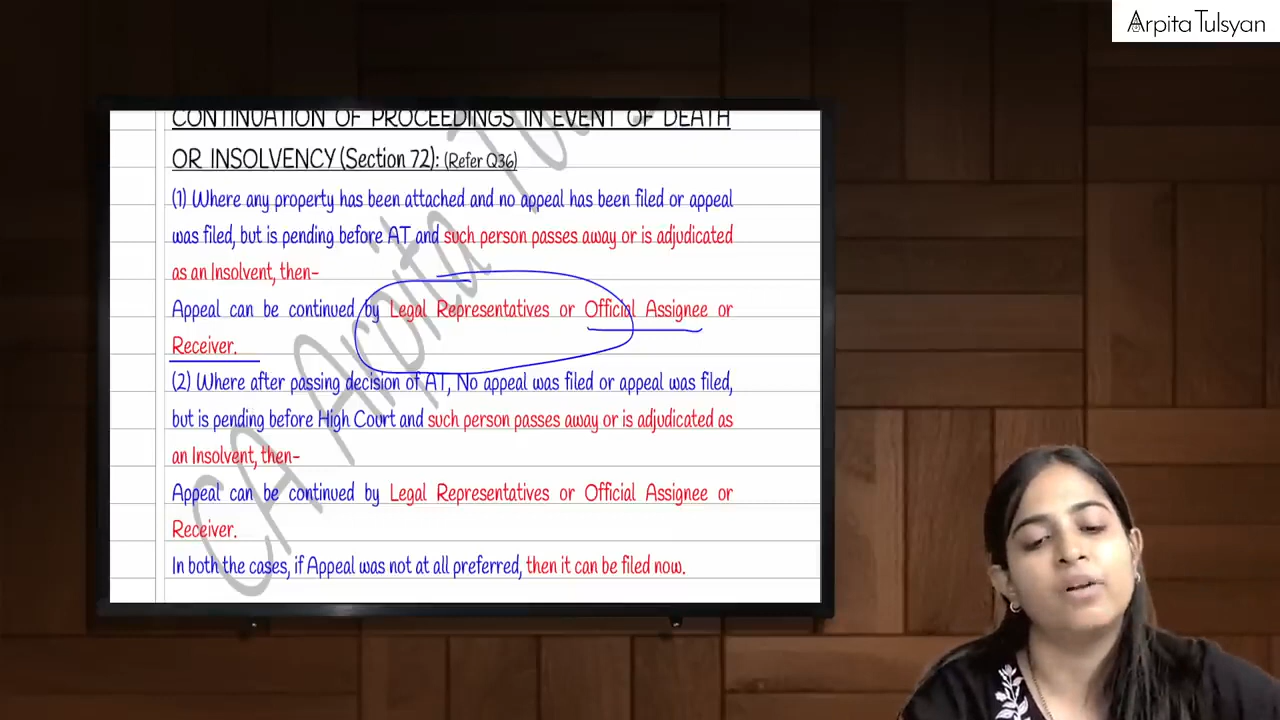 Arpita Tulsyan
CONTINUATION OF PROCEEDINGS IN EVENT OF DEATH
OR INSOLVENCY (Section 72): (Refer Q36)
(1) Where any property has been attached and no appeal has been filed or appeal
was filed, but is pending before AT and such person passes away or is adjudicated
as an Insolvent, then-
Appeal can be continued by Legal Representatives or Official Assignee or
Receiver.
(2) Where after passing decision of AT, No appeal was filed or appeal was filed,
but is pending before High Court and such person passes away or is adjudicated as
an Insolvent, then-
Appeal can be continued by Legal Representatives or Official Assignee or
Receiver.
In both the cases, if Appeal was not at all preferred, then it can be filed now.
CA Arpita